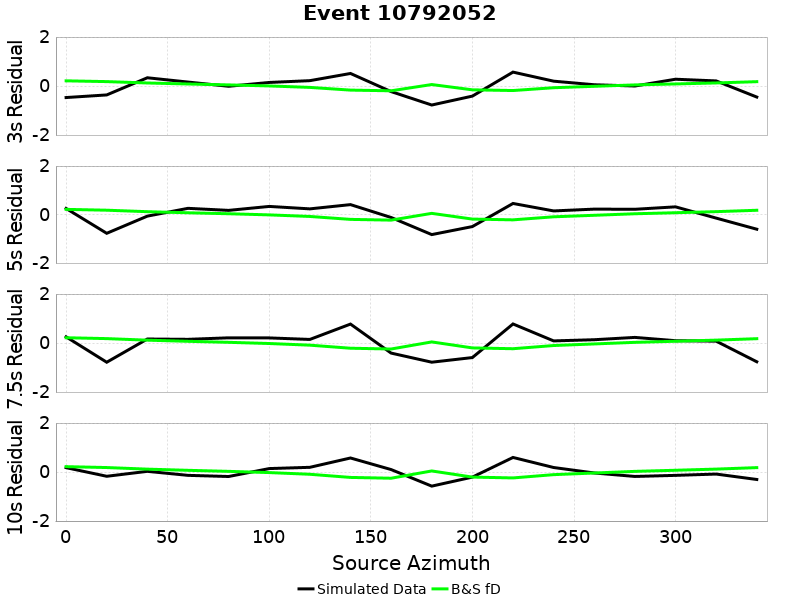 Event 10792052
3s Residual
2
0
-2
5s Residual
2
0
-2
7.5s Residual
2
0
-2
10s Residual
2
0
-2
0 50 100 150 200 250 300
Source Azimuth
Simulated Data B&S fD